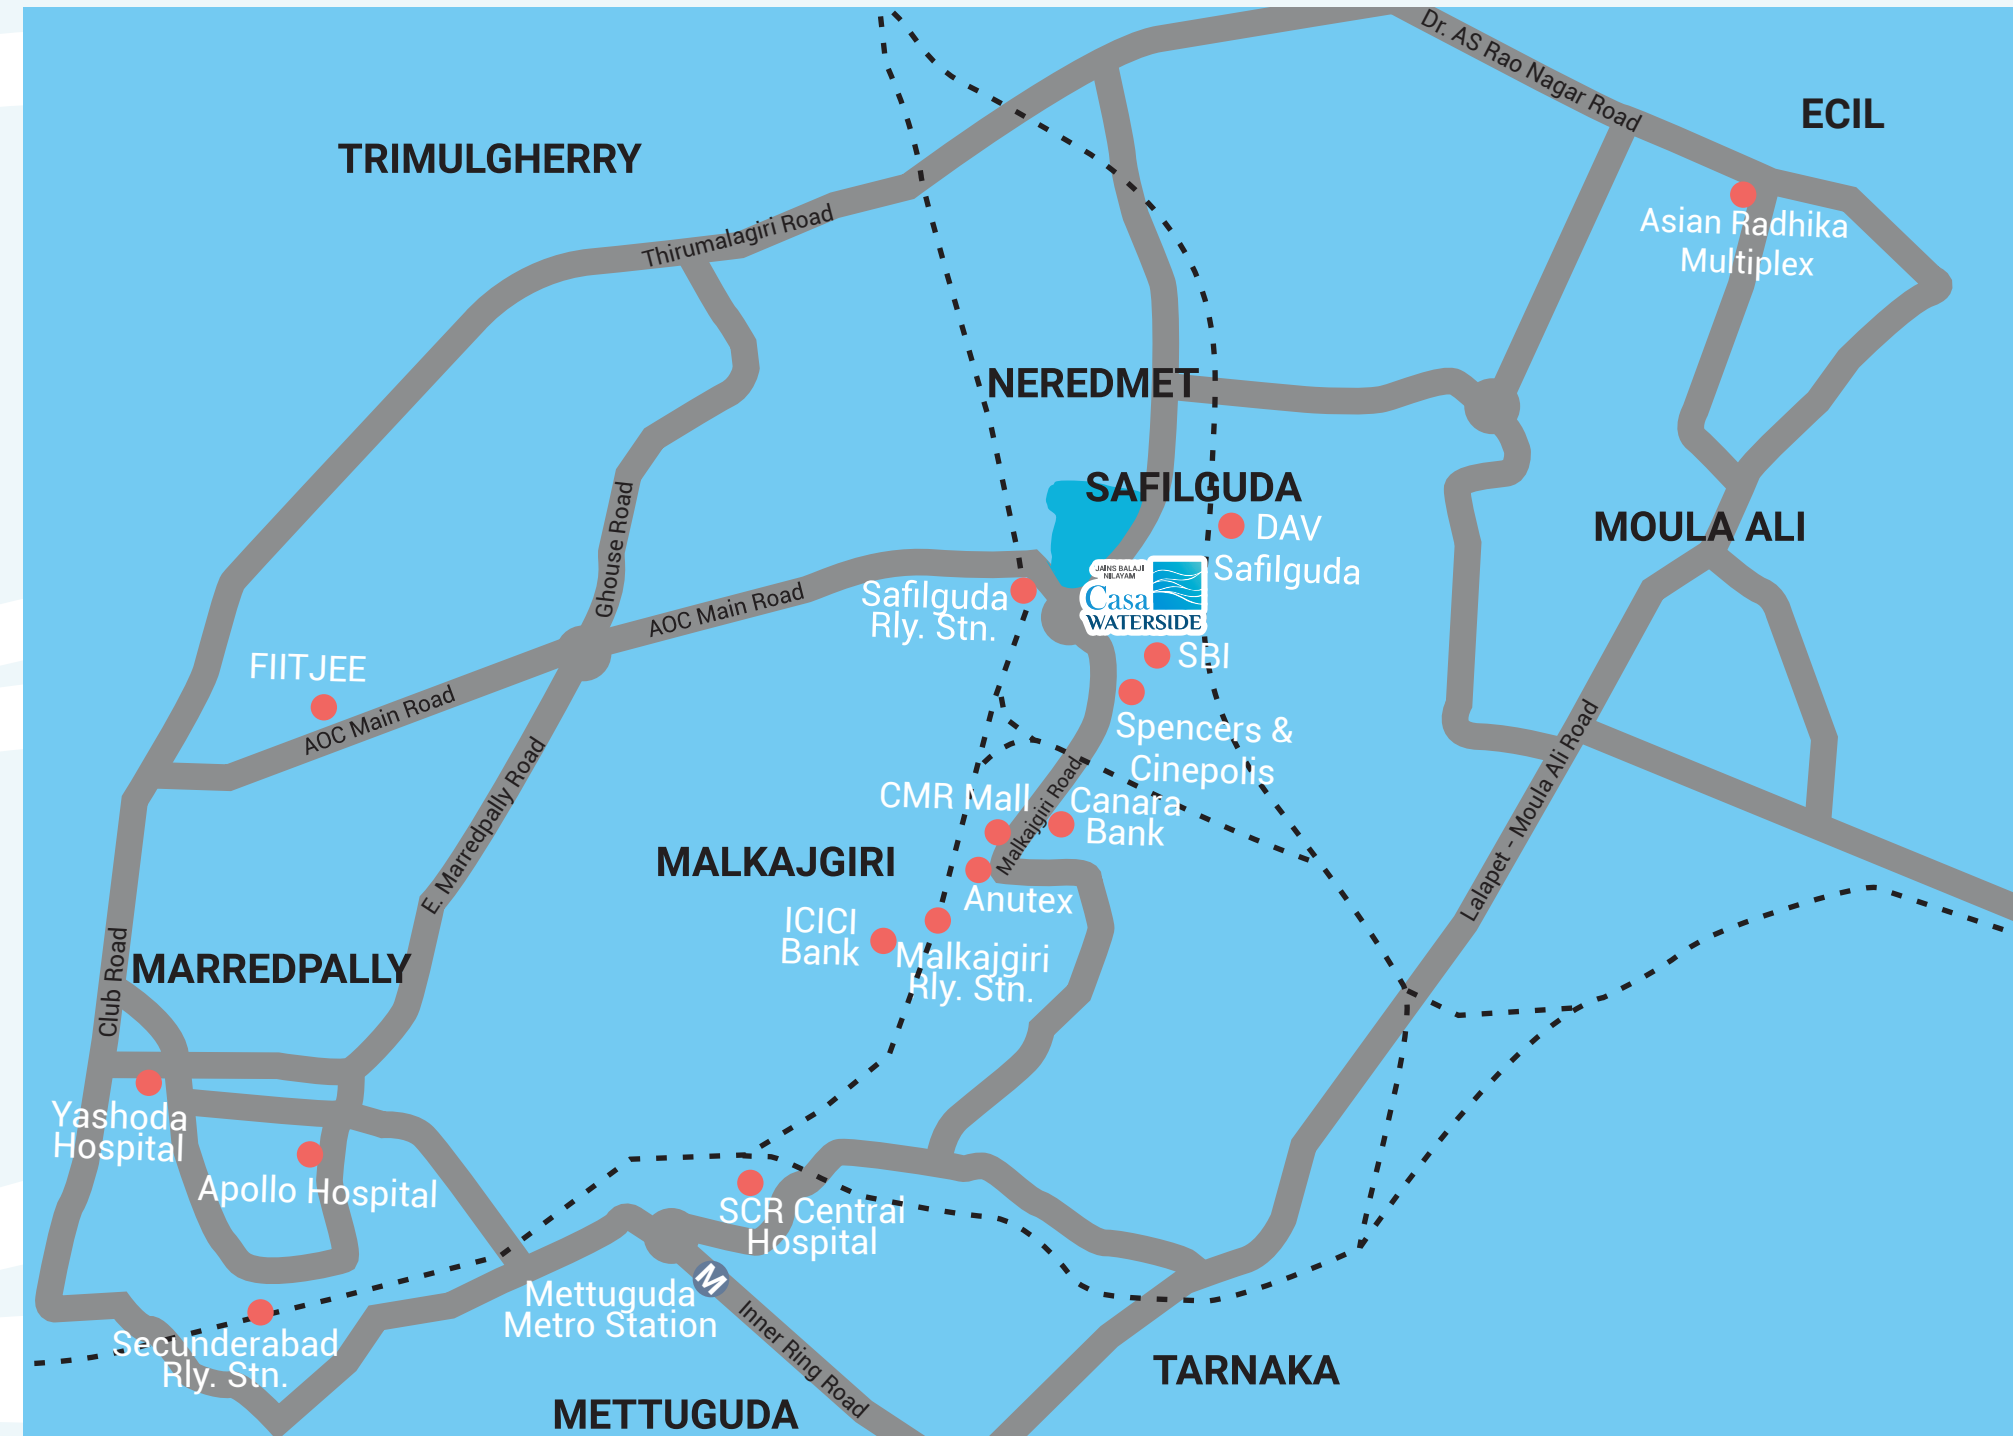 Dr. AS Rao Nagar Road
ECIL
TRIMULGHERRY
Asian Radhika
Multiplex
Thirumalagiri Road
NEREDMET
SAFILGUDA
DAV
Safilguda
MOULA ALI
Ghouse Road
JAINS BALAJI
NILAYAM
Casa
WATERSIDE
AOC Main Road
Safilguda
Rly. Stn.
SBI
FIITJEE
AOC Main Road
Spencers &
Cinepolis
E. Marredpally Road
CMR Mall
Malkajgiri Road
Canara
Bank
Lalapet - Moula Ali Road
MALKAJGIRI
Anutex
ICICI
Bank
Malkajgiri
Rly. Stn.
Club Road
MARREDPALLY
Yashoda
Hospital
Apollo Hospital
SCR Central
Hospital
M
Mettuguda
Metro Station
Inner Ring Road
Secunderabad
Rly. Stn.
TARNAKA
METTUGUDA